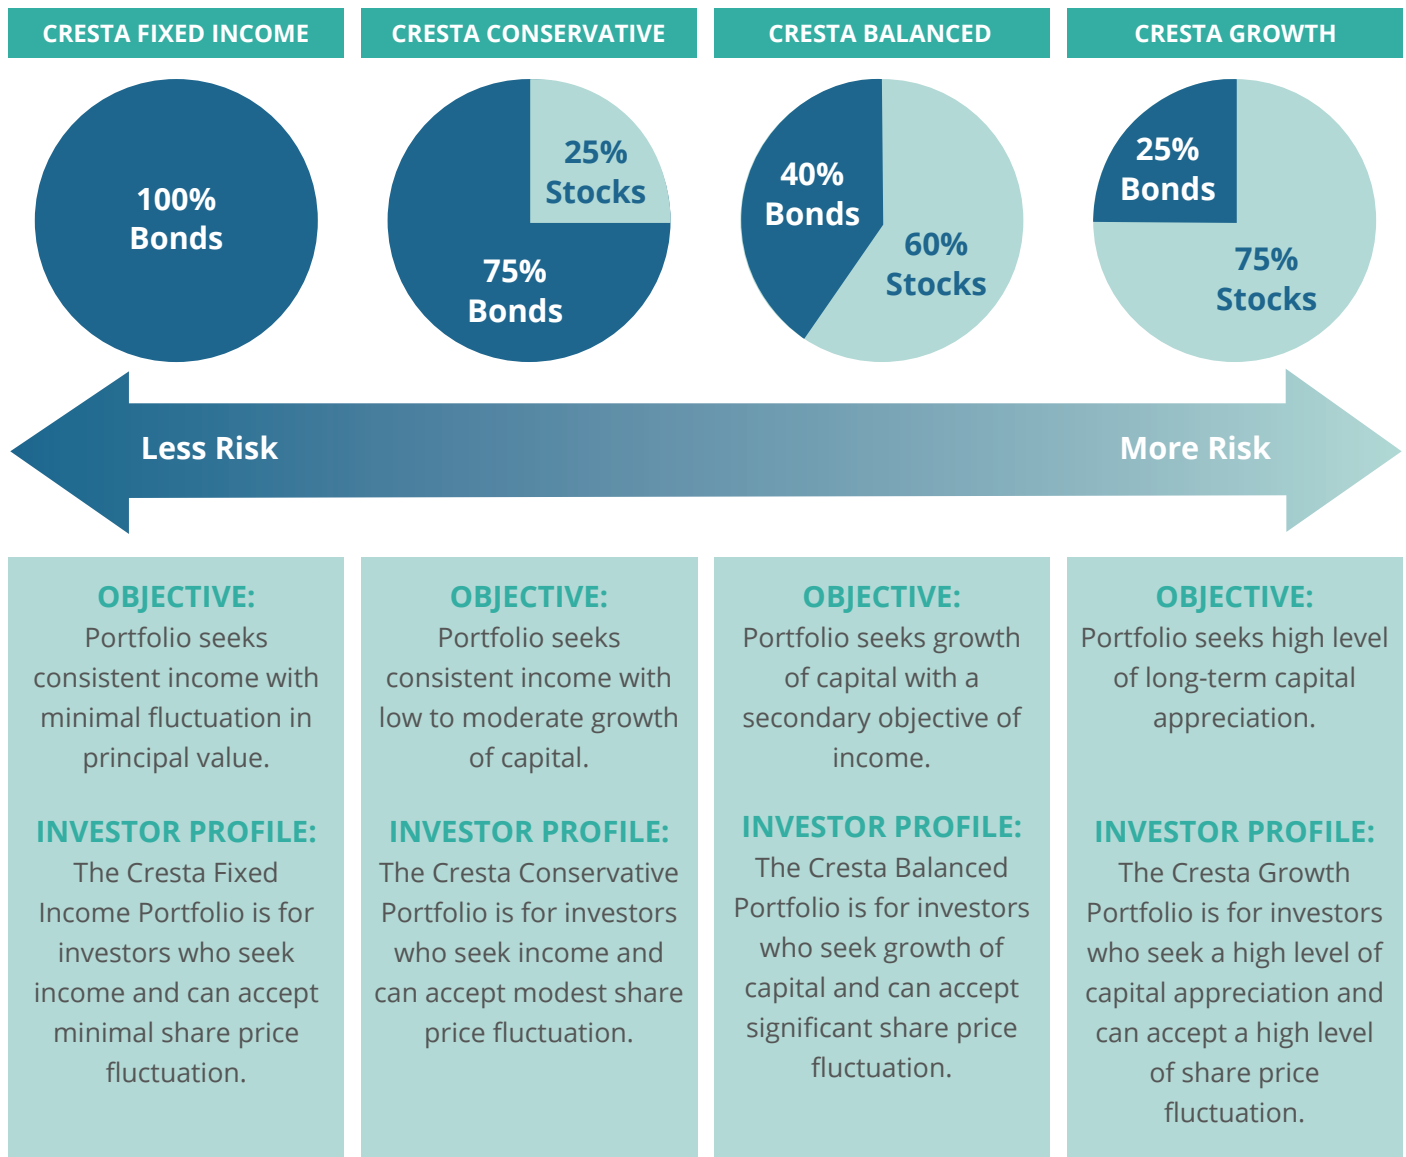 CRESTA FIXED INCOME
CRESTA CONSERVATIVE
CRESTA BALANCED
CRESTA GROWTH
100%
Bonds
25%
Stocks
75%
Bonds
40%
Bonds
60%
Stocks
25%
Bonds
75%
Stocks
Less Risk
More Risk
OBJECTIVE:
Portfolio seeks
consistent income with
minimal fluctuation in
principal value.
INVESTOR PROFILE:
The Cresta Fixed
Income Portfolio is for
investors who seek
income and can accept
minimal share price
fluctuation.
OBJECTIVE:
Portfolio seeks
consistent income with
low to moderate growth
of capital.
INVESTOR PROFILE:
The Cresta Conservative
Portfolio is for investors
who seek income and
can accept modest share
price fluctuation.
OBJECTIVE:
Portfolio seeks growth
of capital with a
secondary objective of
income.
INVESTOR PROFILE:
The Cresta Balanced
Portfolio is for investors
who seek growth of
capital and can accept
significant share price
fluctuation.
OBJECTIVE:
Portfolio seeks high level
of long-term capital
appreciation.
INVESTOR PROFILE:
The Cresta Growth
Portfolio is for investors
who seek a high level of
capital appreciation and
can accept a high level
of share price
fluctuation.